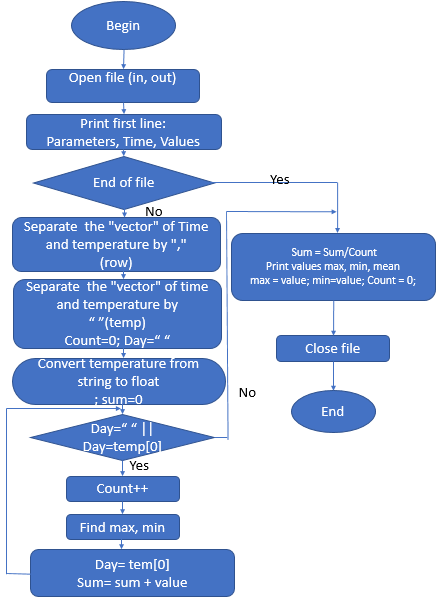 Begin
Open file (in, out)
Print first line:
Parameters, Time, Values
End of file
Yes
No
Separate  the "vector" of Time
and temperature by ","
(row)
Separate  the "vector" of time
and temperature by
“ ”(temp)
Count=0; Day=“ “
Convert temperature from
string to float
; sum=0
Day=“ “ ||
Day=temp[0]
No
Yes
Count++
Find max, min
Day= tem[0]
Sum= sum + value
Sum = Sum/Count
Print values max, min, mean
max = value; min=value; Count = 0;
Close file
End